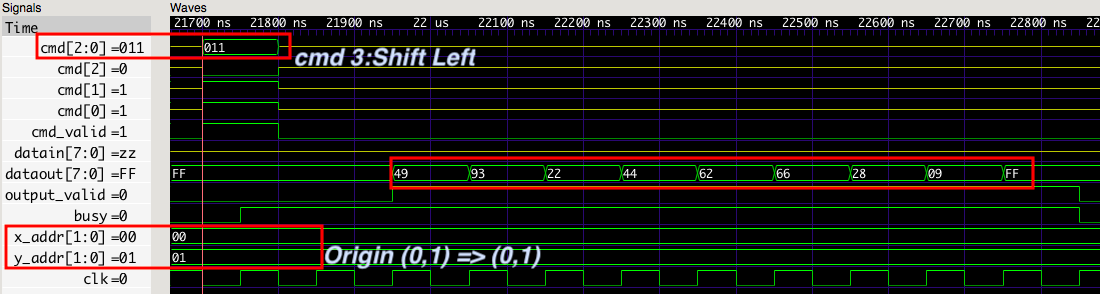 Signals Waves
Time 21700 ns 21800 ns 21900 ns 22 us 22100 ns 22200 ns 22300 ns 22400 ns 22500 ns 22600 ns 22700 ns 22800 ns 22
cmd[2:0] =011 011
cmd 3:Shift Left
cmd[2] =0
cmd[1] =1
cmd[0] =1
cmd_valid =1
datain[7:0] =zz
dataout[7:0] =FF FF 49 93 22 44 62 66 28 09 FF
output_valid =0
busy =0
x_addr[1:0] =00 00
y_addr[1:0] =01 01
Origin (0,1) => (0,1)
clk =0